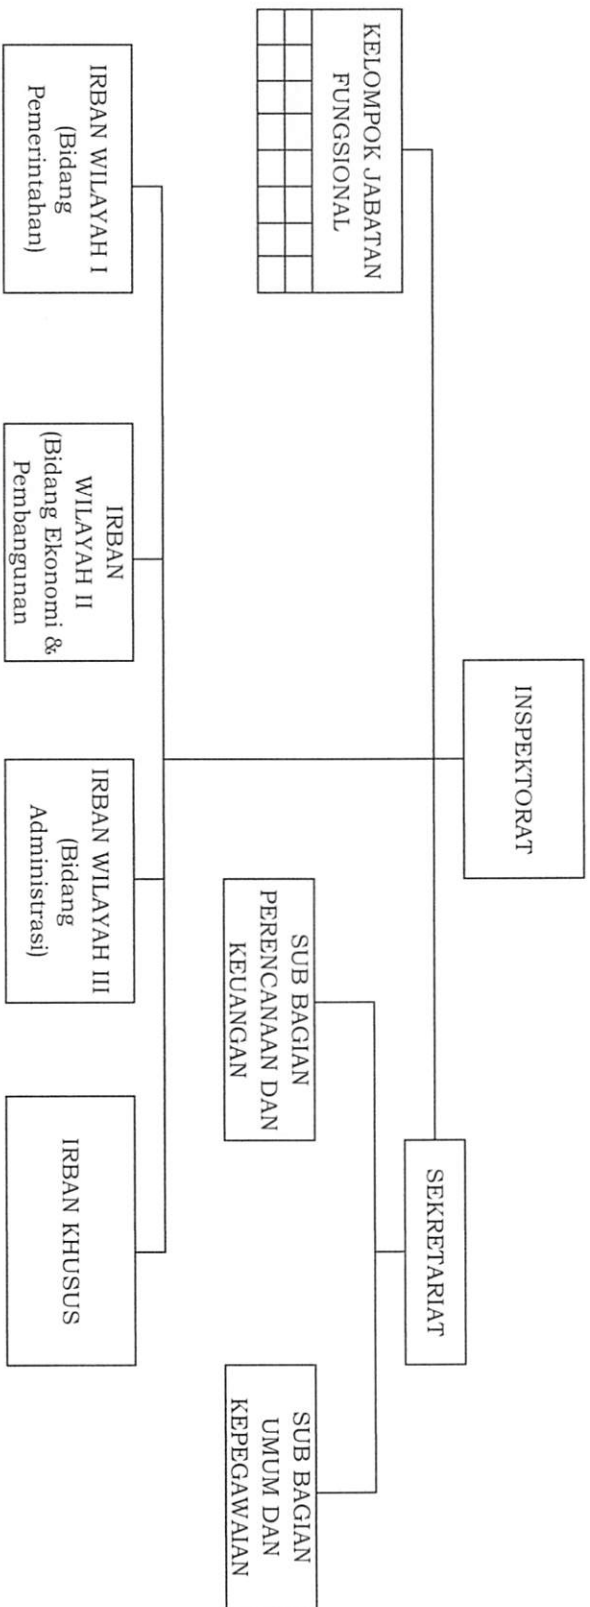 INSPEKTORAT
KELOMPOK JABATAN
FUNGSIONAL
SEKRETARIAT
SUB BAGIAN
PERENCANAAN DAN
KEUANGAN
SUB BAGIAN
UMUM DAN
KEPEGAWAIAN
IRBAN WILAYAH I
(Bidang
Pemerintahan)
IRBAN
WILAYAH II
(Bidang Ekonomi &
Pembangunan
IRBAN WILAYAH III
(Bidang
Administrasi)
IRBAN KHUSUS